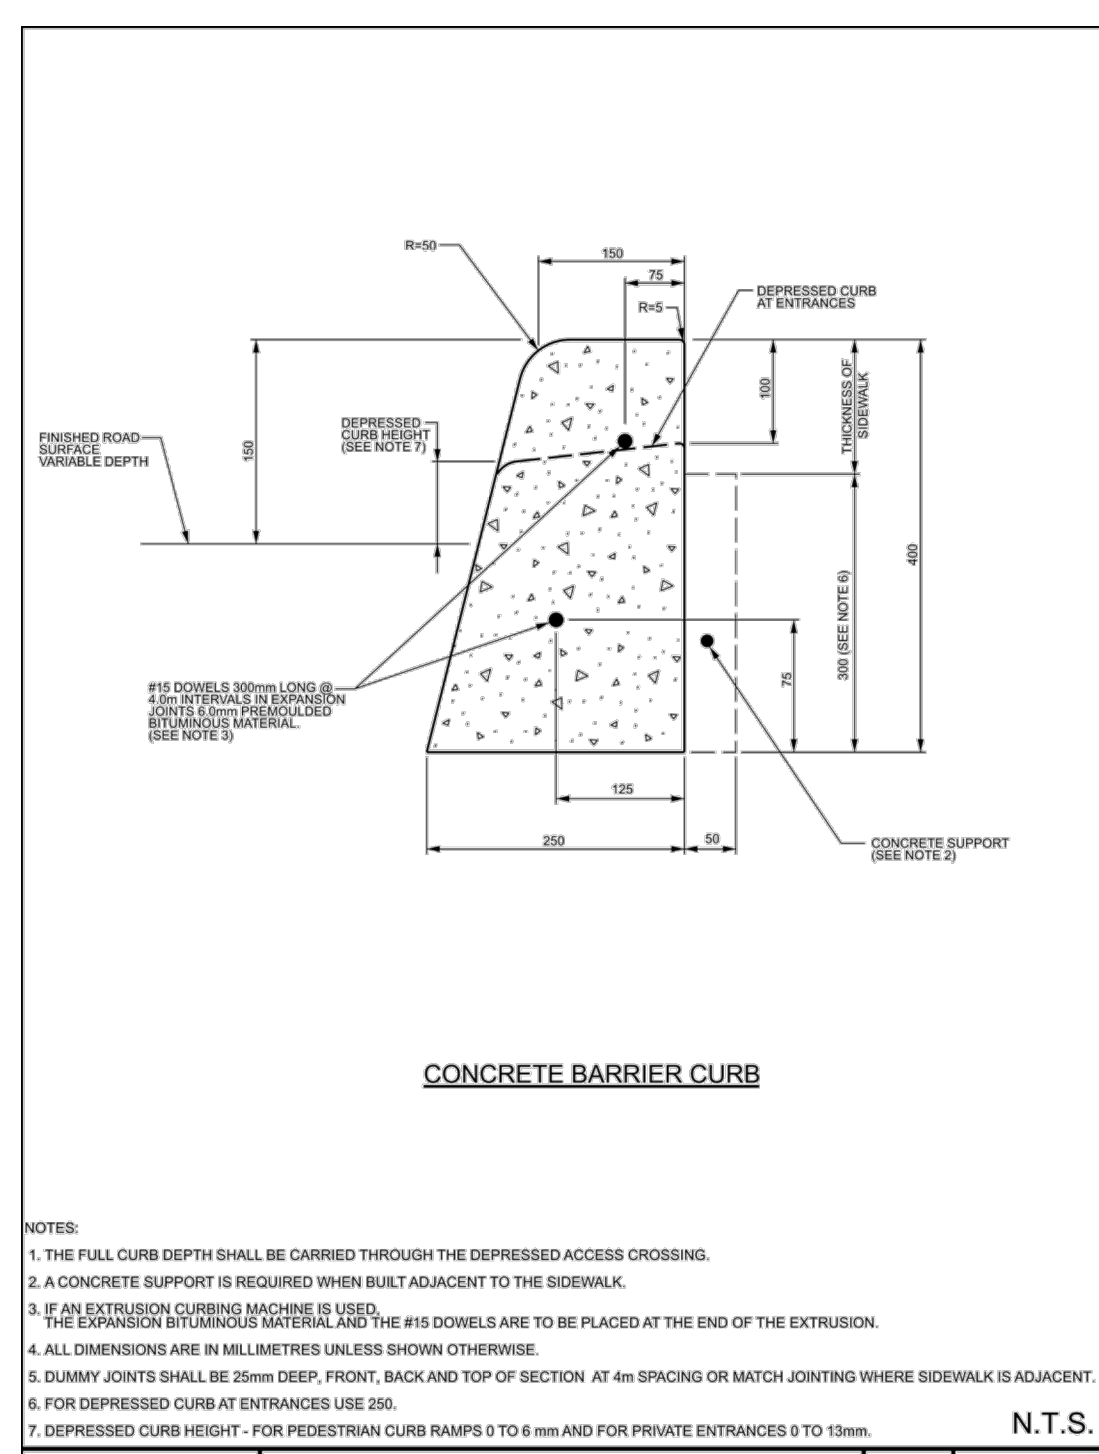 R=50
150
75
R=5
DEPRESSED CURB
AT ENTRANCES
100
THICKNESS OF
SIDEWALK
DEPRESSED
CURB HEIGHT
(SEE NOTE 7)
FINISHED ROAD
SURFACE
VARIABLE DEPTH
150
400
300 (SEE NOTE 6)
75
#15 DOWELS 300mm LONG @
4.0m INTERVALS IN EXPANSION
JOINTS 6.0mm PREMOULDED
BITUMINOUS MATERIAL.
(SEE NOTE 3)
125
250
50
CONCRETE SUPPORT
(SEE NOTE 2)
CONCRETE BARRIER CURB
NOTES:
1. THE FULL CURB DEPTH SHALL BE CARRIED THROUGH THE DEPRESSED ACCESS CROSSING.
2. A CONCRETE SUPPORT IS REQUIRED WHEN BUILT ADJACENT TO THE SIDEWALK.
3. IF AN EXTRUSION CURBING MACHINE IS USED,
THE EXPANSION BITUMINOUS MATERIAL AND THE #15 DOWELS ARE TO BE PLACED AT THE END OF THE EXTRUSION.
4. ALL DIMENSIONS ARE IN MILLIMETRES UNLESS SHOWN OTHERWISE.
5. DUMMY JOINTS SHALL BE 25mm DEEP, FRONT, BACK AND TOP OF SECTION AT 4m SPACING OR MATCH JOINTING WHERE SIDEWALK IS ADJACENT.
6. FOR DEPRESSED CURB AT ENTRANCES USE 250.
7. DEPRESSED CURB HEIGHT - FOR PEDESTRIAN CURB RAMPS 0 TO 6 mm AND FOR PRIVATE ENTRANCES 0 TO 13mm.
N.T.S.